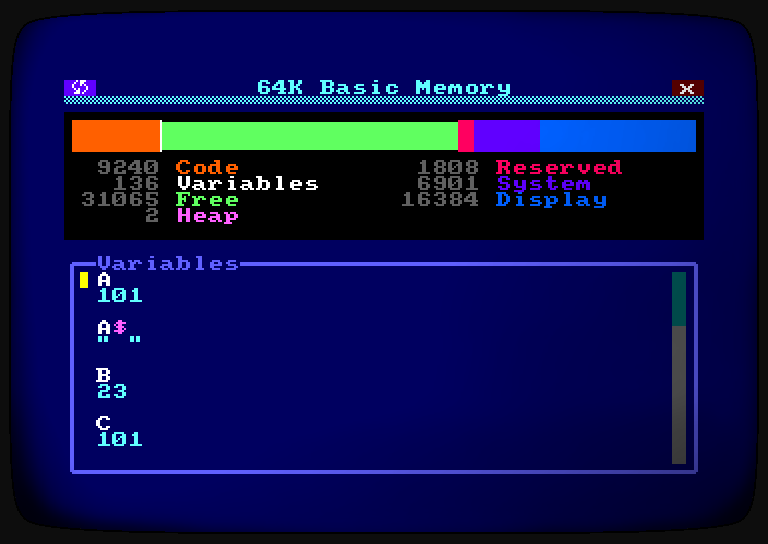 64K Basic Memory x
9240 Code 1808 Reserved
136 Variables 6901 System
31065 Free 16384 Display
2 Heap
Variables
A
101
A$
" "
B
23
C
101